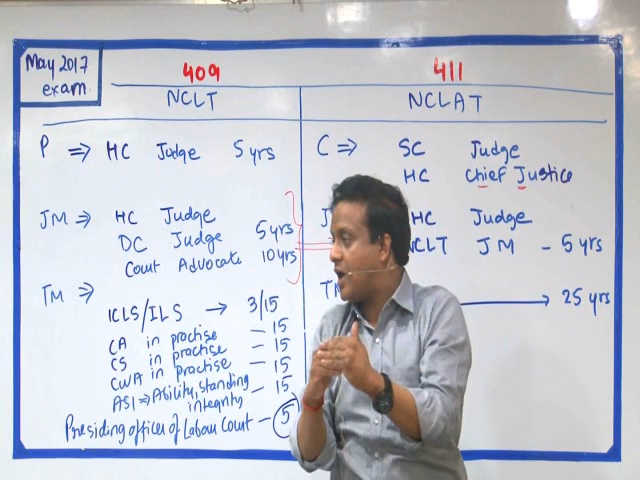 May 2017
exam
409
NCLT
P ⇒ HC Judge 5 yrs
JM ⇒ HC Judge
DC Judge 5 yrs
Court Advocate 10 yrs
TM ⇒
ICLS/ILS → 3/15
CA in practise – 15
CS in practise – 15
CWA in practise – 15
ASI ⇒ Ability, Standing integrity – 15
Presiding officer of Labour Court – 5
411
NCLAT
C ⇒ SC Judge
HC Chief Justice
J
HC Judge
NCLT JM – 5 yrs
TM → 25 yrs